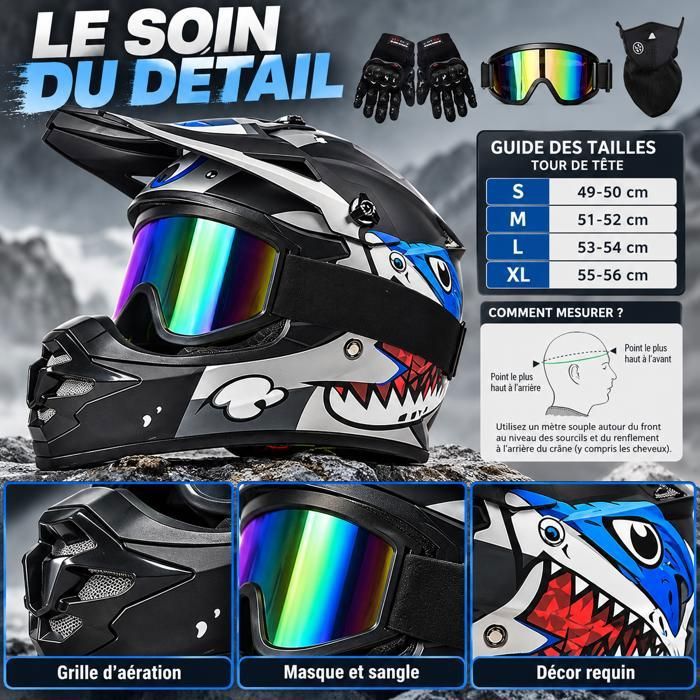 LE SOIN
DU DÉTAIL
GUIDE DES TAILLES
TOUR DE TÊTE
S 49-50 cm
M 51-52 cm
L 53-54 cm
XL 55-56 cm
COMMENT MESURER ?
Point le plus
haut à l'avant
Point le plus
haut à l'arrière
Utilisez un mètre souple autour du front
au niveau des sourcils et du renflement
à l'arrière du crâne (y compris les cheveux).
Grille d'aération
Masque et sangle
Décor requin